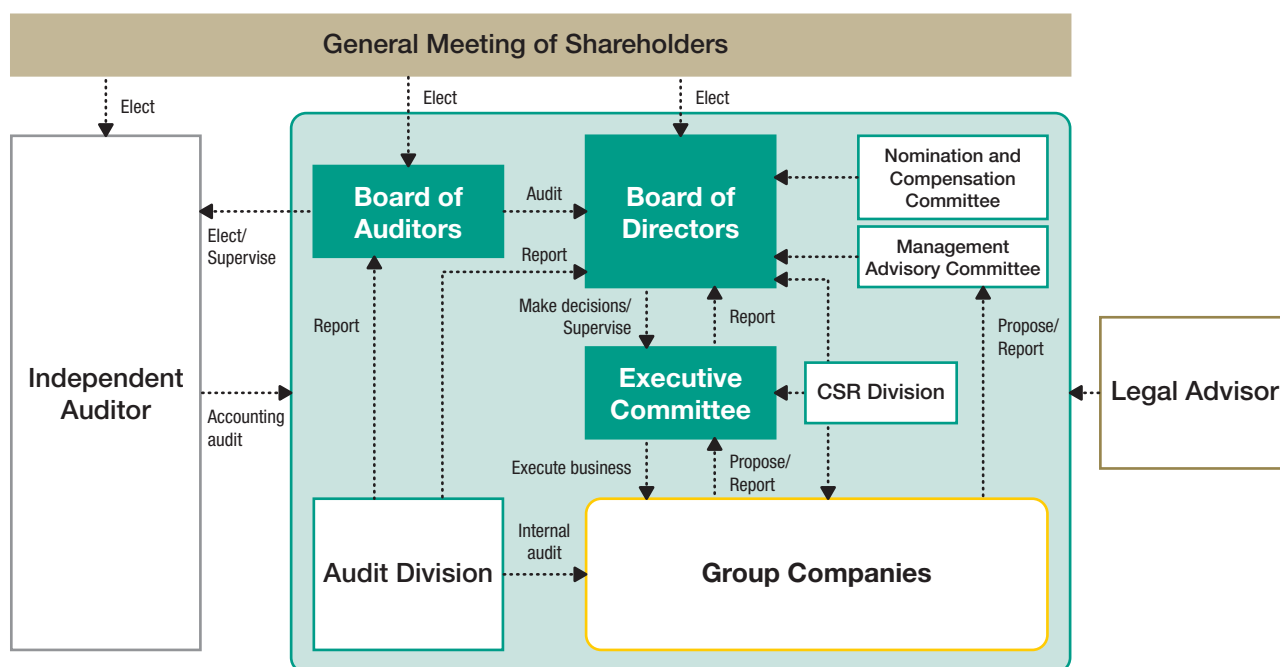 General Meeting of Shareholders
Elect
Elect
Elect
Board of
Auditors
Audit
Board of
Directors
Nomination and
Compensation
Committee
Elect/
Supervise
Report
Management
Advisory Committee
Report
Make decisions/
Supervise
Report
Propose/
Report
Independent
Auditor
Accounting
audit
Executive
Committee
CSR Division
Legal Advisor
Execute business
Propose/
Report
Audit Division
Internal
audit
Group Companies